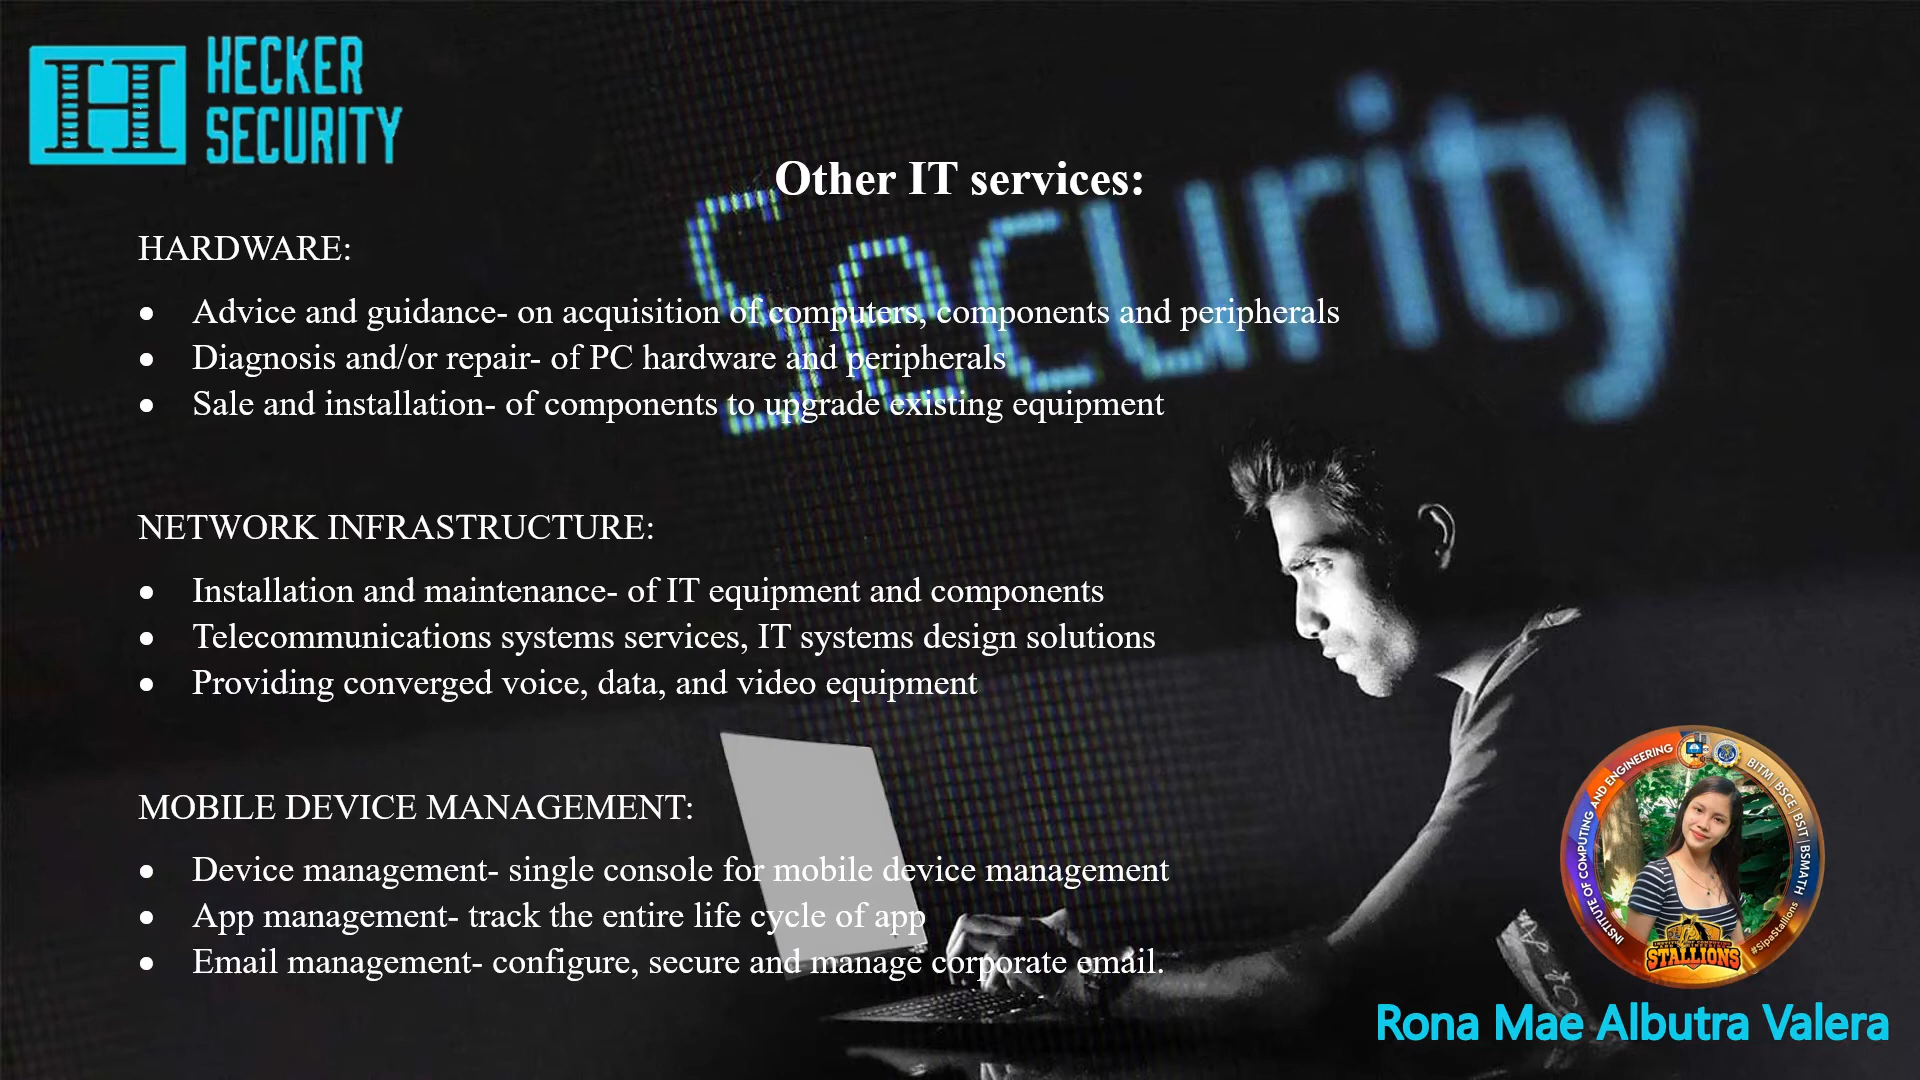 HECKER
SECURITY
Security
Other IT services:
HARDWARE:
• Advice and guidance- on acquisition of computers, components and peripherals
• Diagnosis and/or repair- of PC hardware and peripherals
• Sale and installation- of components to upgrade existing equipment
NETWORK INFRASTRUCTURE:
• Installation and maintenance- of IT equipment and components
• Telecommunications systems services, IT systems design solutions
• Providing converged voice, data, and video equipment
MOBILE DEVICE MANAGEMENT:
• Device management- single console for mobile device management
• App management- track the entire life cycle of app
• Email management- configure, secure and manage corporate email.
INSTITUTE OF COMPUTING AND ENGINEERING
BITM | BSCE | BSIT | BSMATH
#SipaStallions
STALLIONS
Rona Mae Albutra Valera